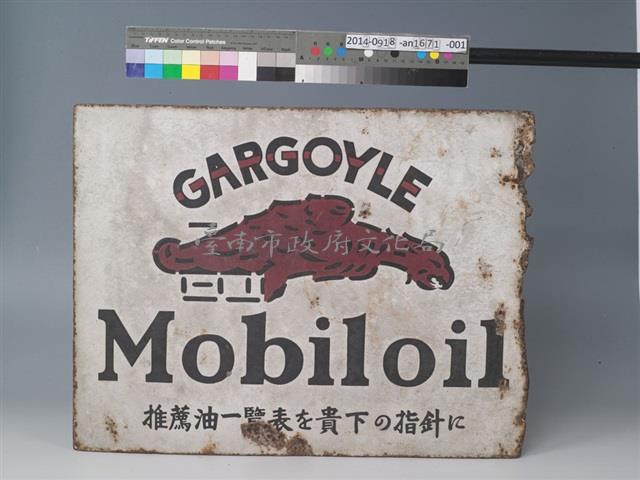 TIFFEN Color Control Patches
2014-0918-an1671-001
GARGOYLE
臺南市政府文化局
Mobiloil
推薦油一覽表を貴下の指針に